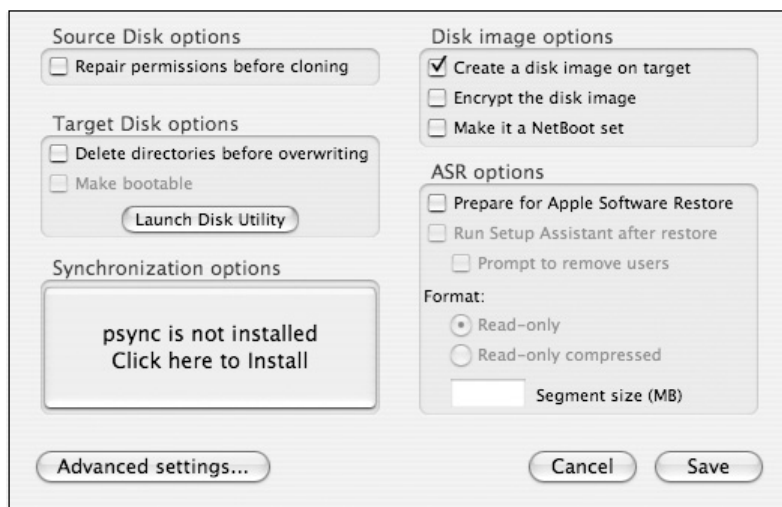 Source Disk options
Repair permissions before cloning
Target Disk options
Delete directories before overwriting
Make bootable
Launch Disk Utility
Synchronization options
psync is not installed
Click here to Install
Disk image options
Create a disk image on target
Encrypt the disk image
Make it a NetBoot set
ASR options
Prepare for Apple Software Restore
Run Setup Assistant after restore
Prompt to remove users
Format:
Read-only
Read-only compressed
Segment size (MB)
Advanced settings...
Cancel
Save